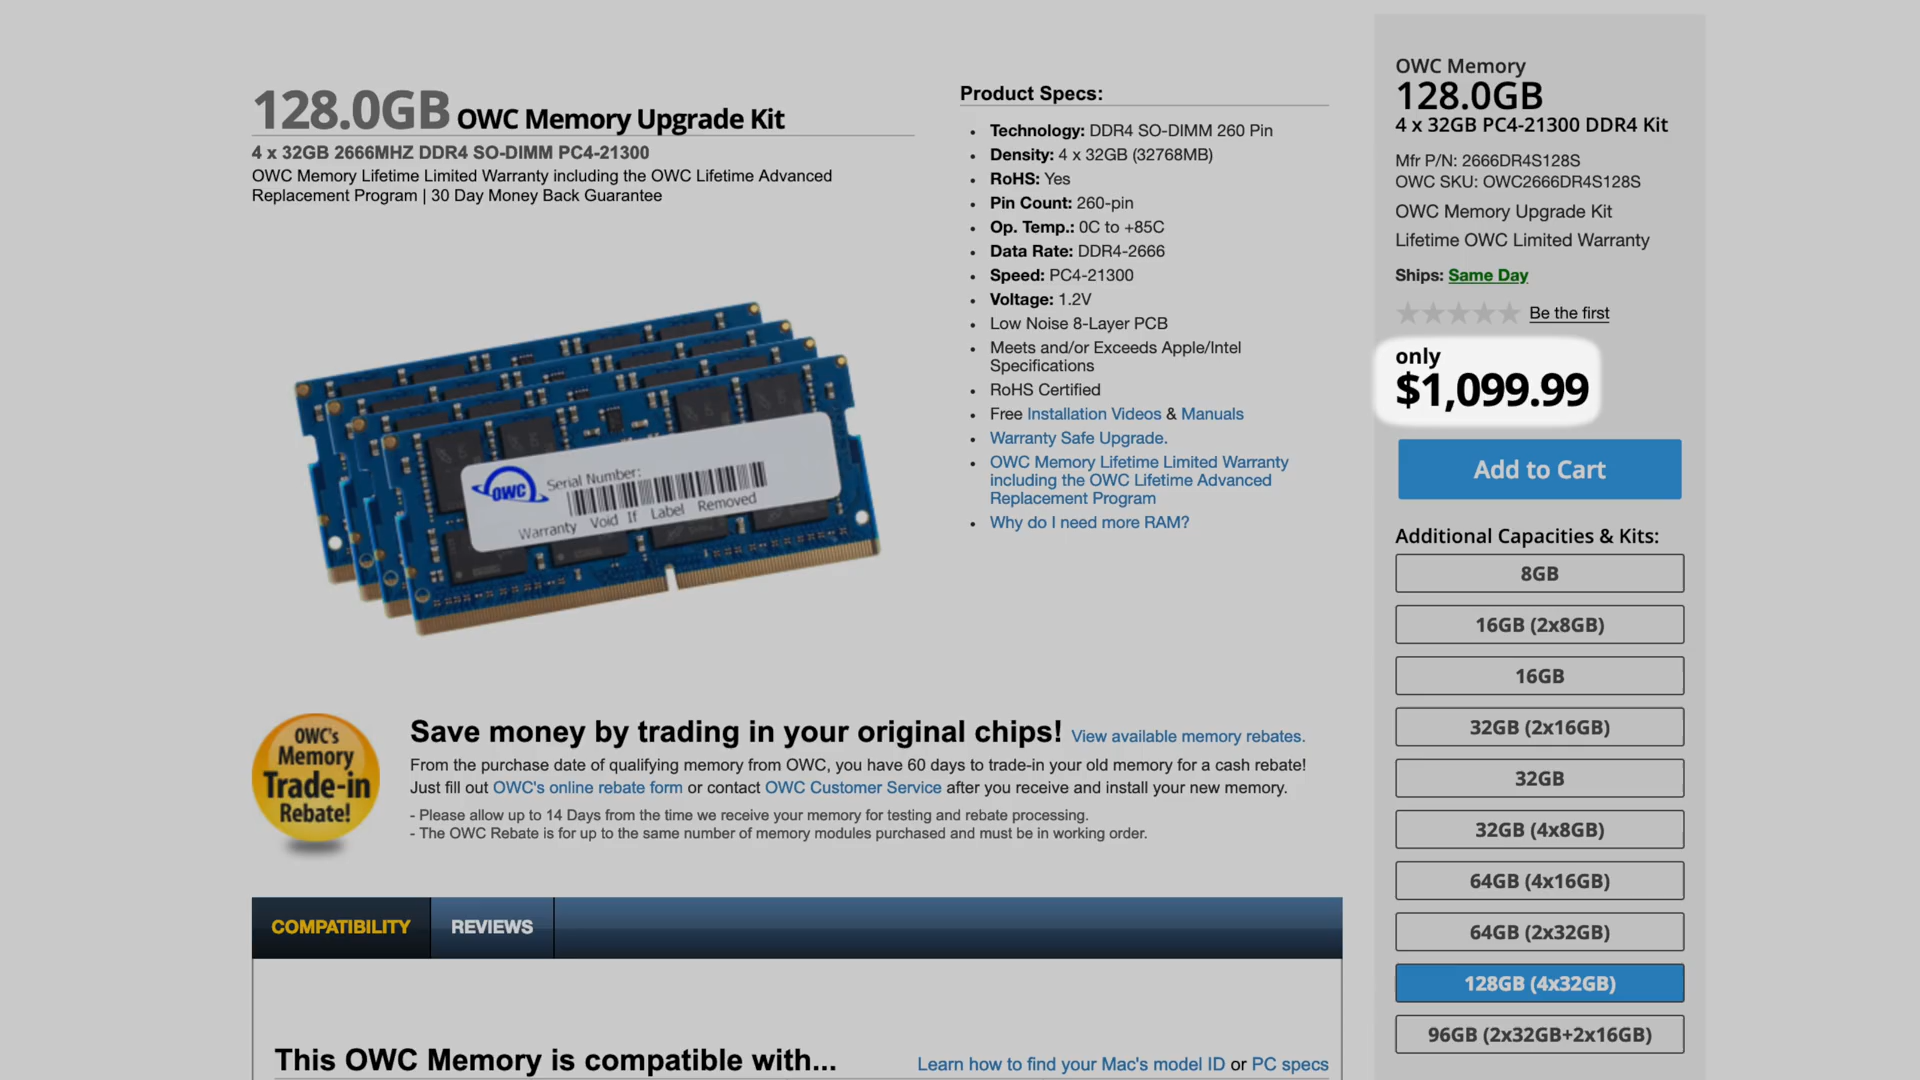 128.0GB OWC Memory Upgrade Kit
4 x 32GB 2666MHZ DDR4 SO-DIMM PC4-21300
OWC Memory Lifetime Limited Warranty including the OWC Lifetime Advanced
Replacement Program | 30 Day Money Back Guarantee
OWC
Serial Number:
Warranty Void If Label Removed
Product Specs:
• Technology: DDR4 SO-DIMM 260 Pin
• Density: 4 x 32GB (32768MB)
• RoHS: Yes
• Pin Count: 260-pin
• Op. Temp.: 0C to +85C
• Data Rate: DDR4-2666
• Speed: PC4-21300
• Voltage: 1.2V
• Low Noise 8-Layer PCB
• Meets and/or Exceeds Apple/Intel
Specifications
• RoHS Certified
• Free Installation Videos & Manuals
• Warranty Safe Upgrade.
• OWC Memory Lifetime Limited Warranty
including the OWC Lifetime Advanced
Replacement Program
• Why do I need more RAM?
OWC Memory
128.0GB
4 x 32GB PC4-21300 DDR4 Kit
Mfr P/N: 2666DR4S128S
OWC SKU: OWC2666DR4S128S
OWC Memory Upgrade Kit
Lifetime OWC Limited Warranty
Ships: Same Day
Be the first
only
$1,099.99
Add to Cart
Additional Capacities & Kits:
8GB
16GB (2x8GB)
16GB
32GB (2x16GB)
32GB
32GB (4x8GB)
64GB (4x16GB)
64GB (2x32GB)
128GB (4x32GB)
96GB (2x32GB+2x16GB)
OWC's
Memory
Trade-in
Rebate!
Save money by trading in your original chips! View available memory rebates.
From the purchase date of qualifying memory from OWC, you have 60 days to trade-in your old memory for a cash rebate!
Just fill out OWC's online rebate form or contact OWC Customer Service after you receive and install your new memory.
- Please allow up to 14 Days from the time we receive your memory for testing and rebate processing.
- The OWC Rebate is for up to the same number of memory modules purchased and must be in working order.
COMPATIBILITY
REVIEWS
This OWC Memory is compatible with...
Learn how to find your Mac's model ID or PC specs